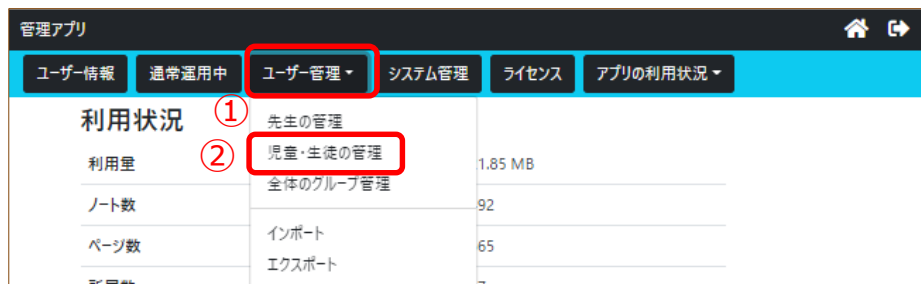 管理アプリ
ユーザー情報 通常運用中 ユーザー管理 システム管理 ライセンス アプリの利用状況
利用状況 ①
先生の管理
② 児童・生徒の管理
利用量 1.85 MB
全体のグループ管理
ノート数 92
インポート
ページ数 65
エクスポート